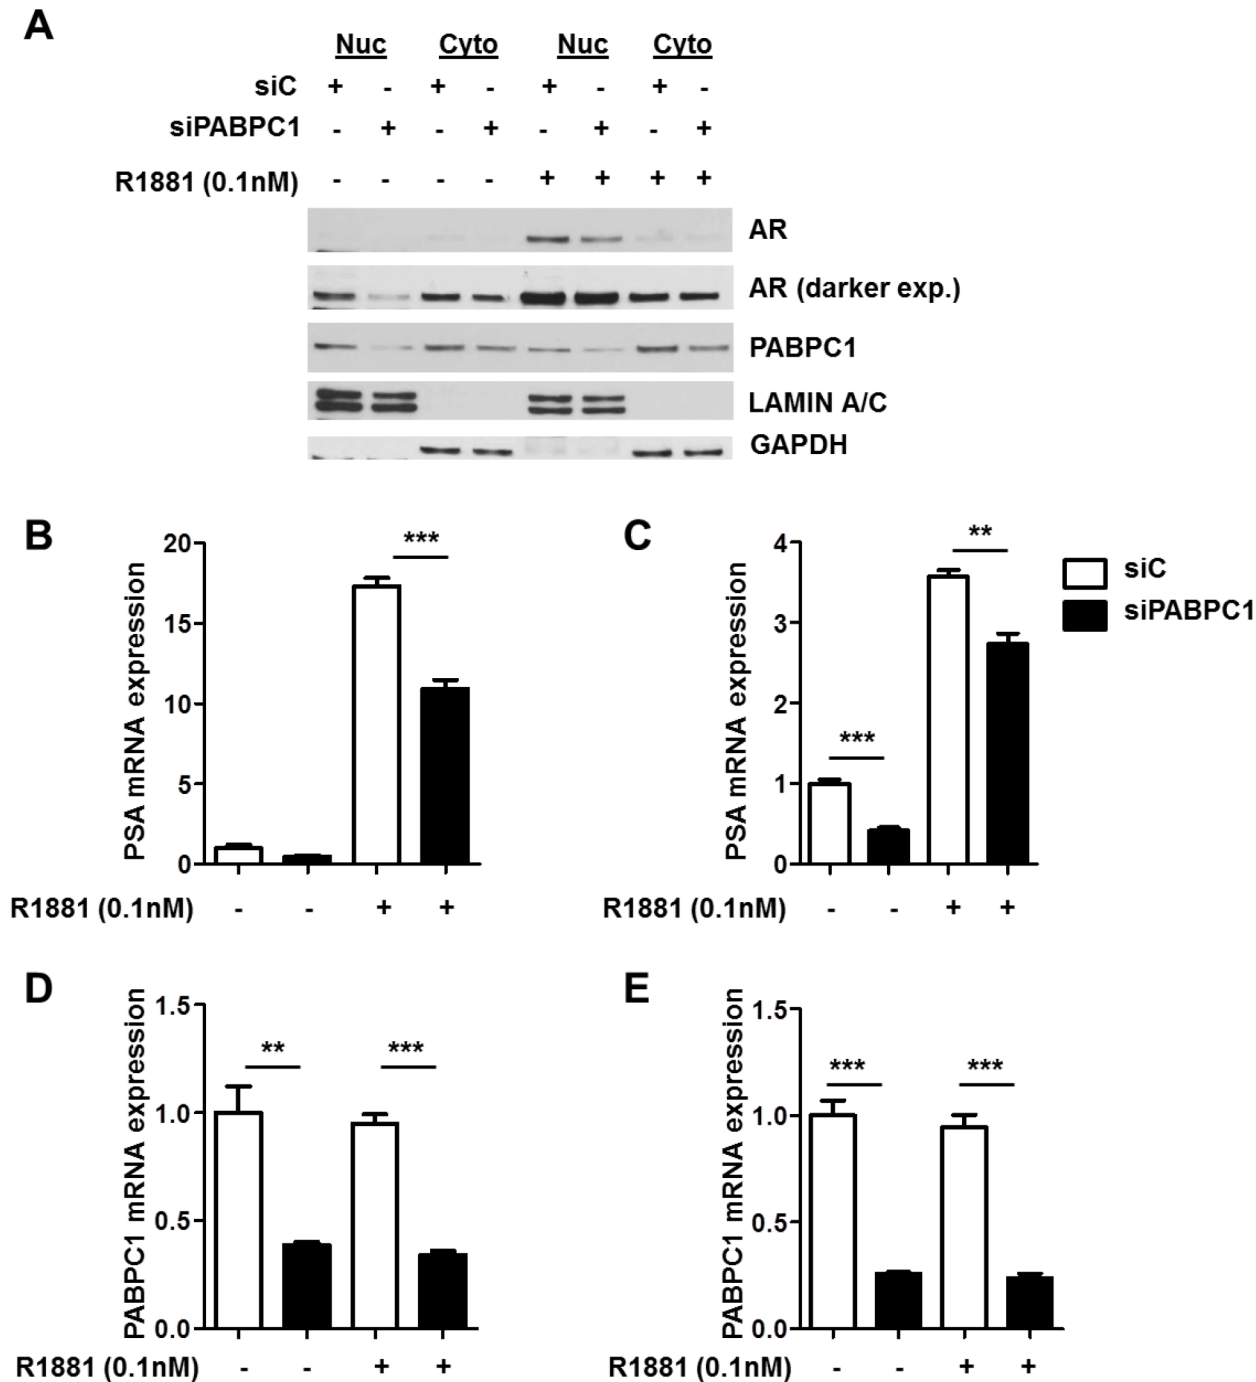 A
Nuc Cyto Nuc Cyto
siC + - + - + - + -
siPABPC1 - + - + - + - +
R1881 (0.1nM) - - - - + + + +
AR
AR (darker exp.)
PABPC1
LAMIN A/C
GAPDH
B
PSA mRNA expression
20
15
10
5
0
***
R1881 (0.1nM) - - + +
C
PSA mRNA expression
4
3
2
1
0
***
**
siC
siPABPC1
R1881 (0.1nM) - - + +
D
PABPC1 mRNA expression
1.5
1.0
0.5
0.0
**
***
R1881 (0.1nM) - - + +
E
PABPC1 mRNA expression
1.5
1.0
0.5
0.0
***
***
R1881 (0.1nM) - - + +